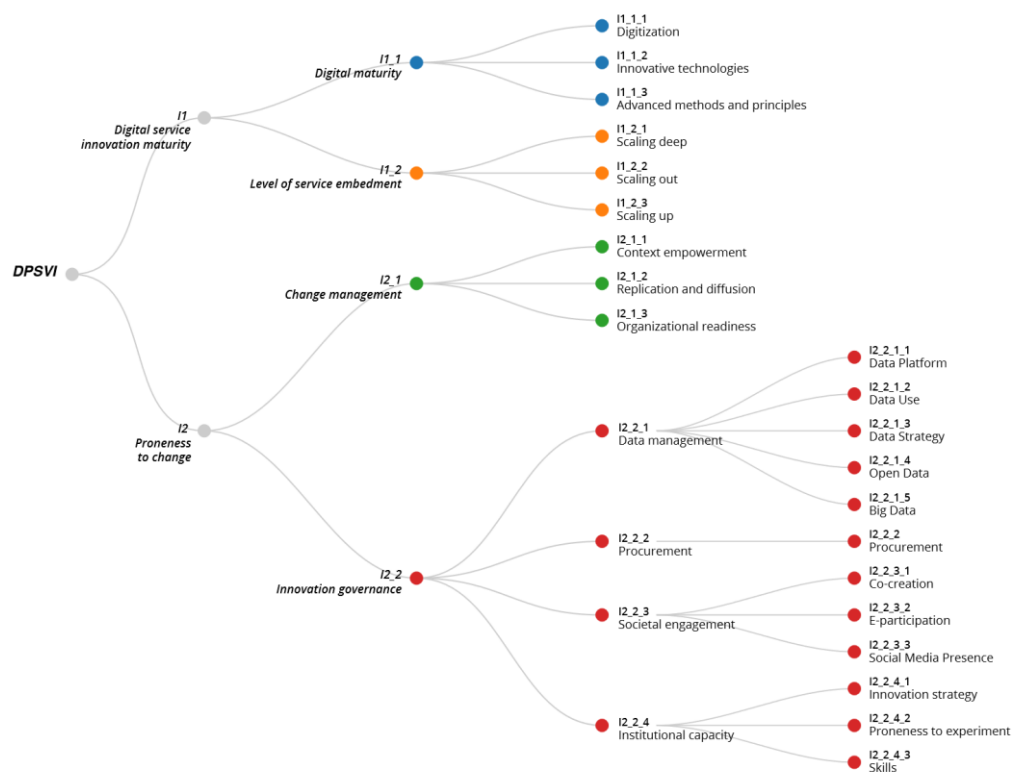 DPSVI
I1
Digital service
innovation maturity
I1_1
Digital maturity
I1_1_1
Digitization
I1_1_2
Innovative technologies
I1_1_3
Advanced methods and principles
I1_2
Level of service embedment
I1_2_1
Scaling deep
I1_2_2
Scaling out
I1_2_3
Scaling up
I2
Proneness
to change
I2_1
Change management
I2_1_1
Context empowerment
I2_1_2
Replication and diffusion
I2_1_3
Organizational readiness
I2_2
Innovation governance
I2_2_1
Data management
I2_2_1_1
Data Platform
I2_2_1_2
Data Use
I2_2_1_3
Data Strategy
I2_2_1_4
Open Data
I2_2_1_5
Big Data
I2_2_2
Procurement
I2_2_2
Procurement
I2_2_3
Societal engagement
I2_2_3_1
Co-creation
I2_2_3_2
E-participation
I2_2_3_3
Social Media Presence
I2_2_4
Institutional capacity
I2_2_4_1
Innovation strategy
I2_2_4_2
Proneness to experiment
I2_2_4_3
Skills